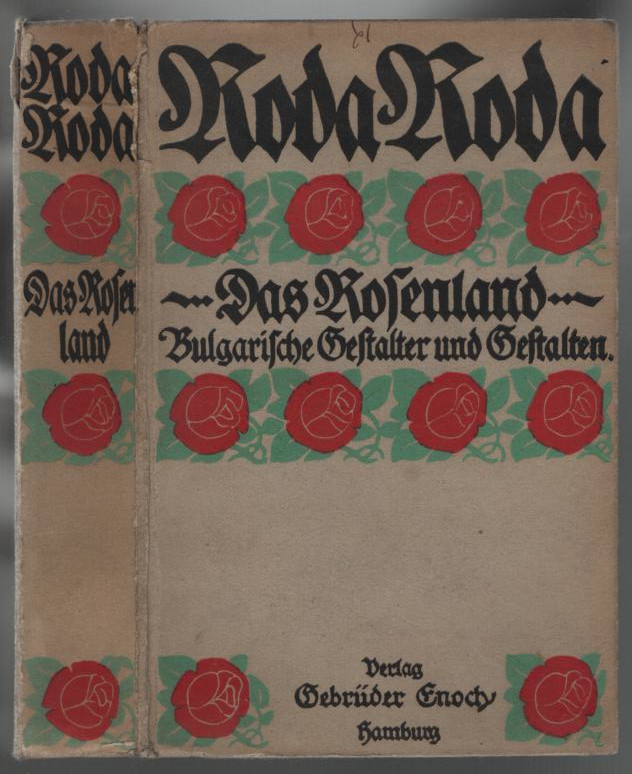 Roda
Roda
Das Rosen
land
Roda Roda
Das Rosenland
Bulgarische Gestalter und Gestalten.
Verlag
Gebrüder Enoch
Hamburg